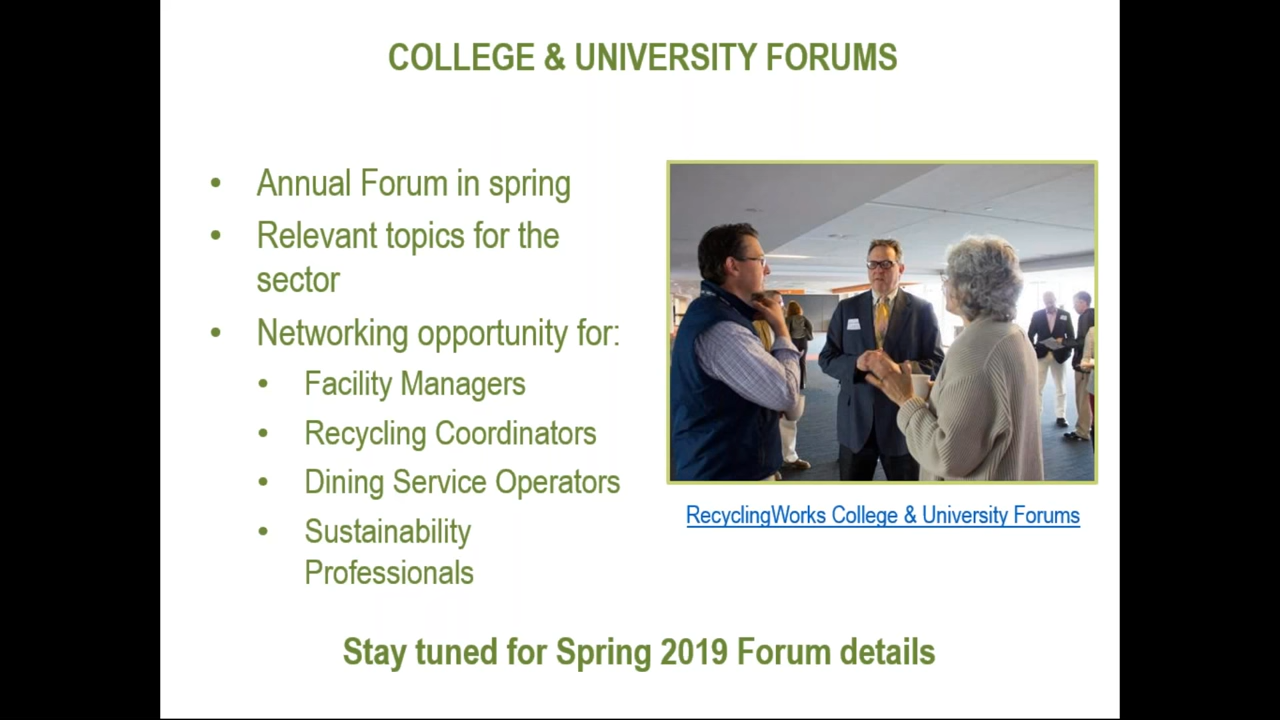 COLLEGE & UNIVERSITY FORUMS
• Annual Forum in spring
• Relevant topics for the
sector
• Networking opportunity for:
• Facility Managers
• Recycling Coordinators
• Dining Service Operators
• Sustainability
Professionals
RecyclingWorks College & University Forums
Stay tuned for Spring 2019 Forum details